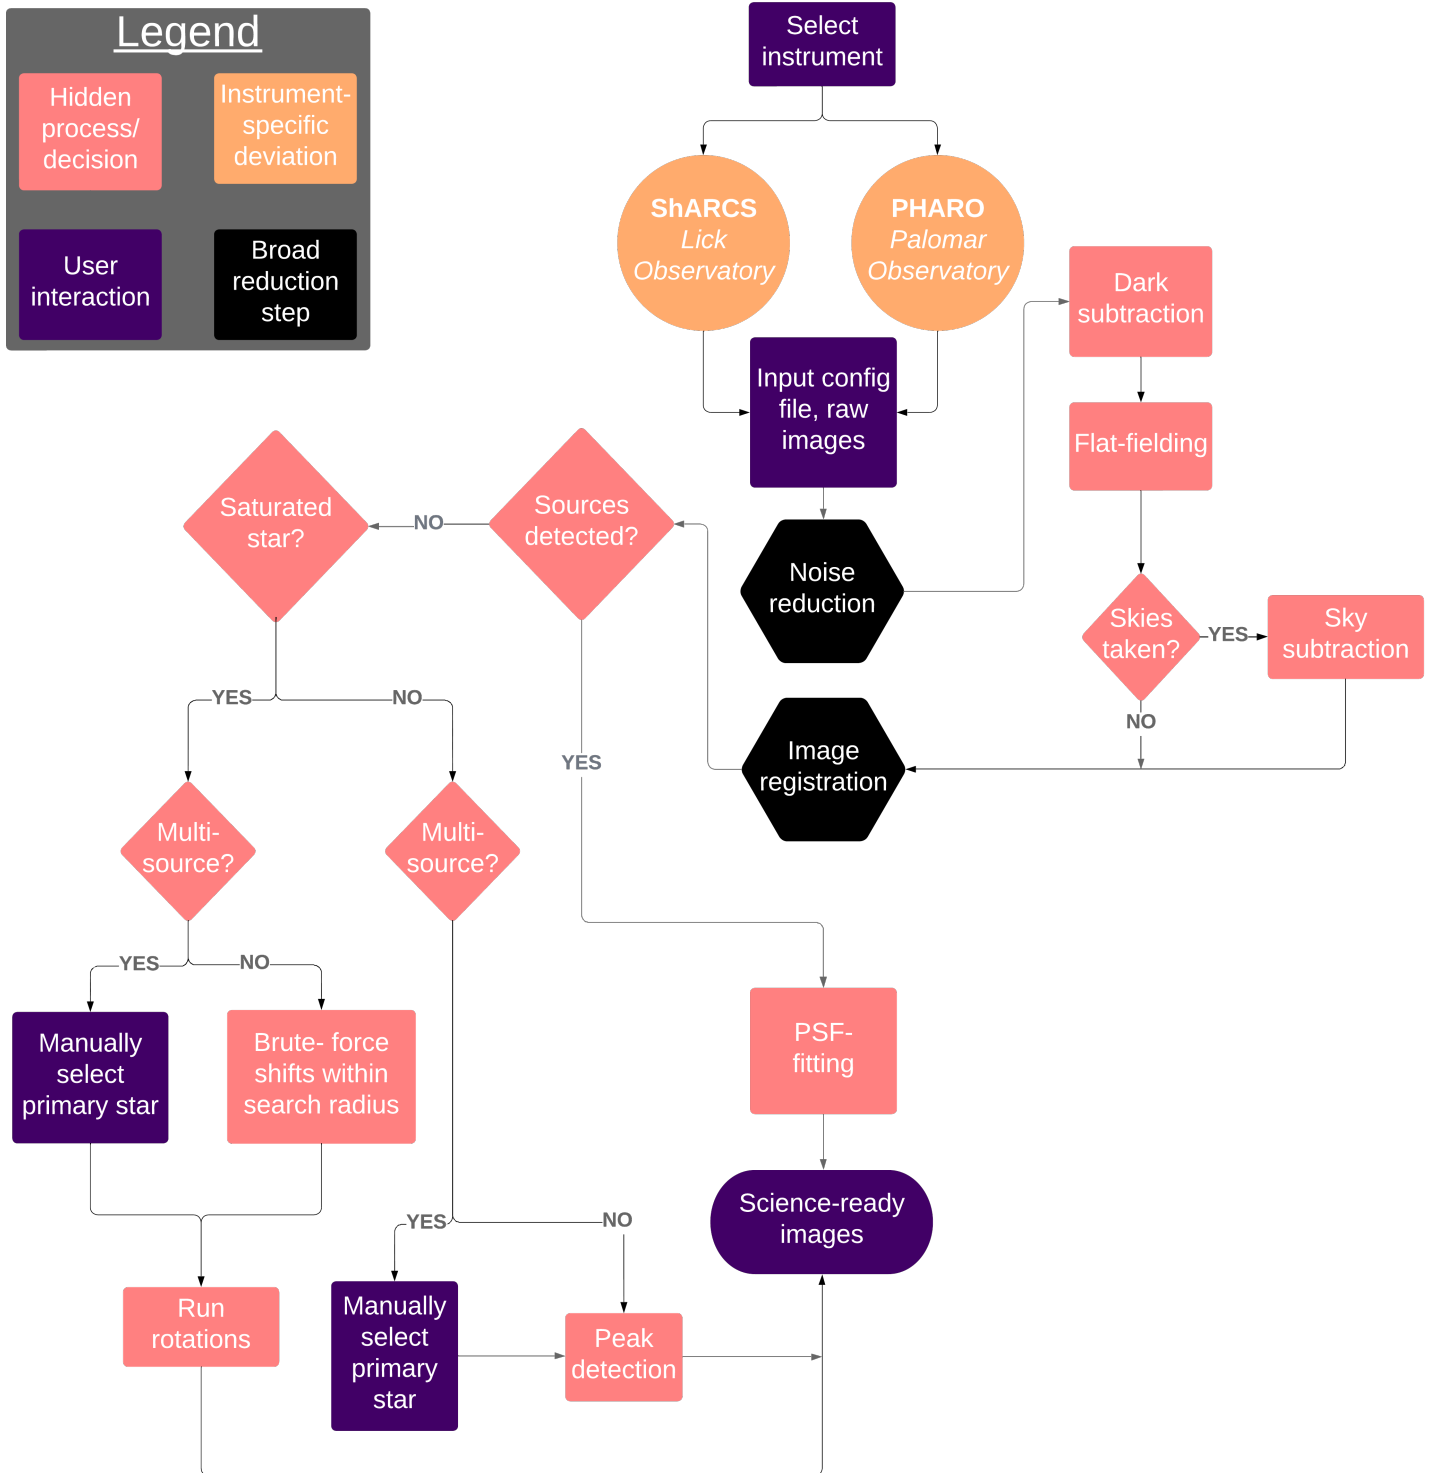 Legend
Hidden
process/
decision
Instrument-
specific
deviation
User
interaction
Broad
reduction
step
Select
instrument
ShARCS
Lick
Observatory
PHARO
Palomar
Observatory
Input config
file, raw
images
Dark
subtraction
Flat-fielding
Noise
reduction
Skies
taken?
YES
Sky
subtraction
NO
Image
registration
Sources
detected?
NO
Saturated
star?
YES
NO
YES
Multi-
source?
Multi-
source?
YES
NO
Manually
select
primary star
Brute- force
shifts within
search radius
PSF-
fitting
Science-ready
images
YES
NO
Run
rotations
Manually
select
primary
star
Peak
detection